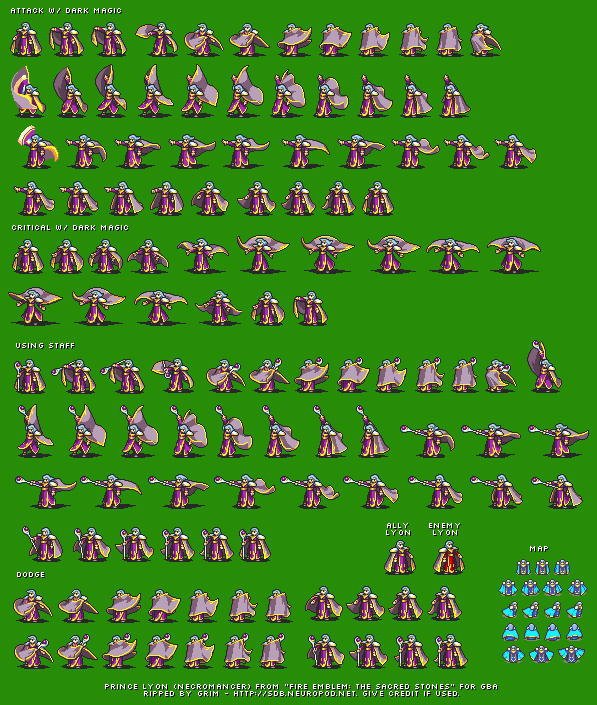 ATTACK W/ DARK MAGIC
CRITICAL W/ DARK MAGIC
USING STAFF
ALLY LYON
ENEMY LYON
MAP
DODGE
PRINCE LYON (NECROMANCER) FROM "FIRE EMBLEM: THE SACRED STONES" FOR GBA
RIPPED BY GRIM - HTTP://SDB.NEUROPOD.NET. GIVE CREDIT IF USED.